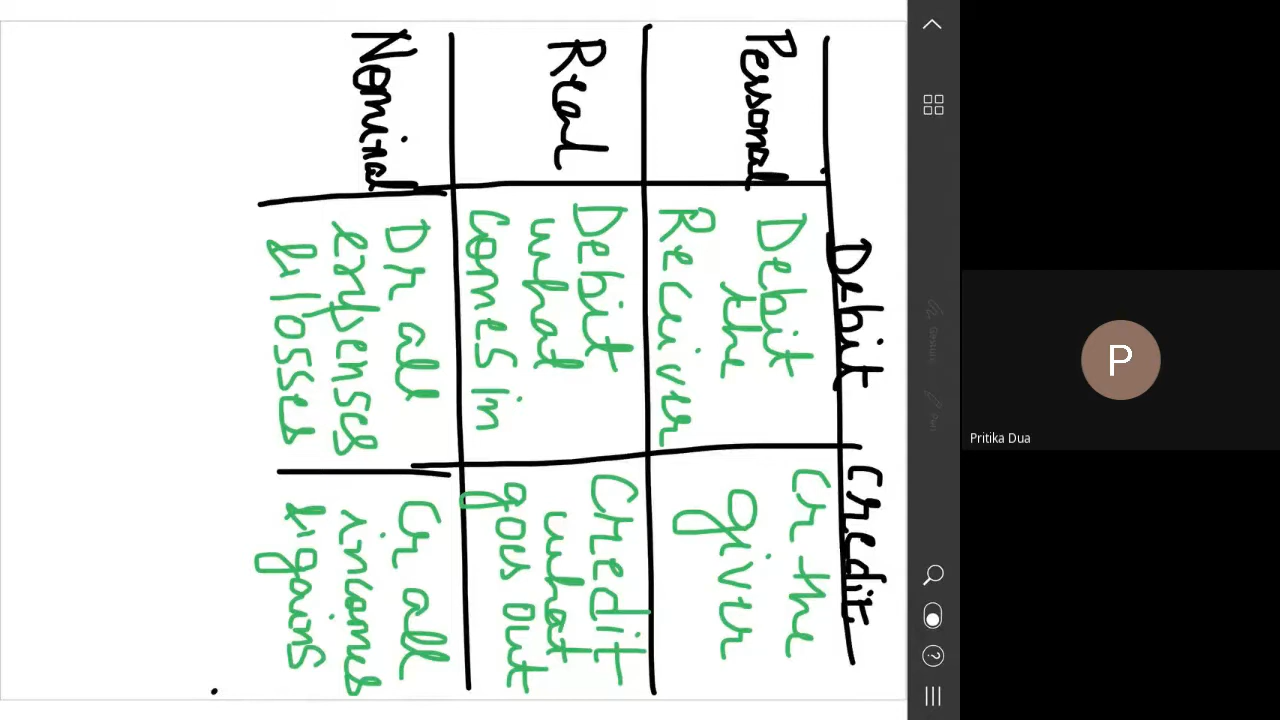 Debit Credit
Personal
Debit
the
Reciver
Cr the
giver
Real
Debit
what
comes In
Credit
what
goes out
Nominal
Dr all
expenses
& losses
Cr all
incomes
& gains
P
Pritika Dua